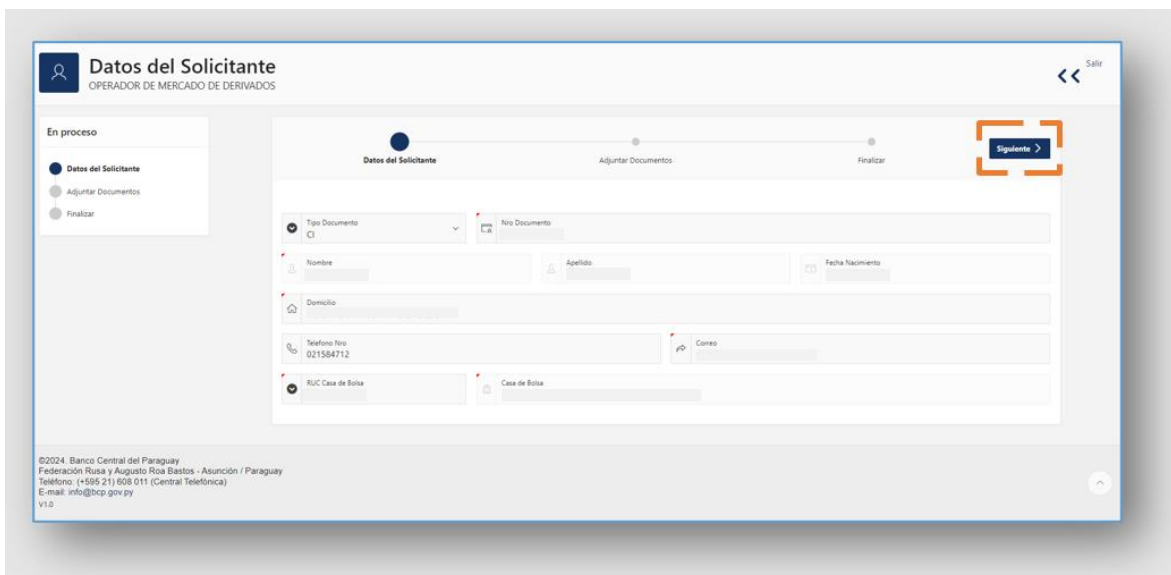 Datos del Solicitante
OPERADOR DE MERCADO DE DERIVADOS
Salir
En proceso
Datos del Solicitante
Adjuntar Documentos
Finalizar
Datos del Solicitante
Adjuntar Documentos
Finalizar
Siguiente
Tipo Documento
CI
Nro Documento
Nombre
Apellido
Fecha Nacimiento
Domicilio
Telefono Nro
021584712
Correo
RUC Casa de Bolsa
Casa de Bolsa
©2024. Banco Central del Paraguay
Federación Rusa y Augusto Roa Bastos - Asunción / Paraguay
Teléfono: (+595 21) 608 011 (Central Telefónica)
E-mail: info@bcp.gov.py
V1.0